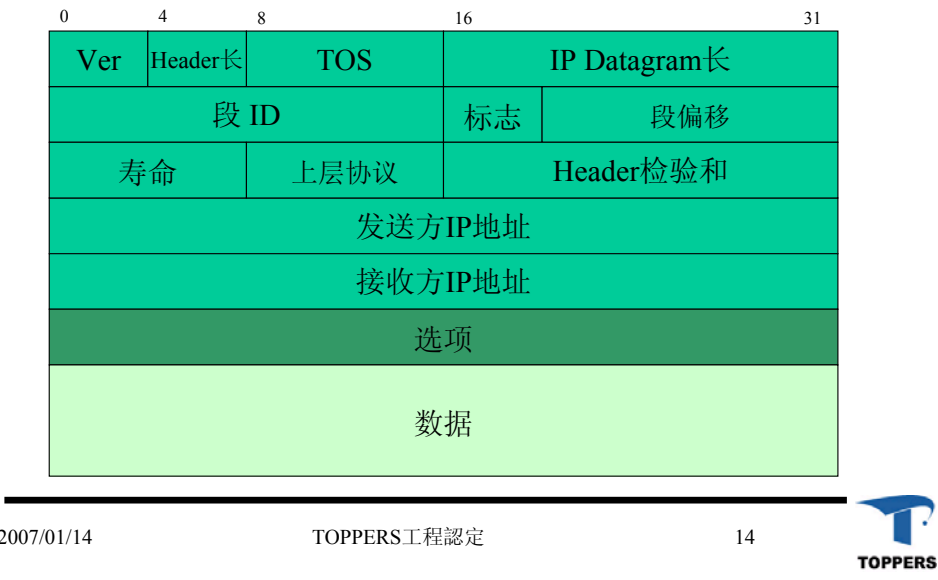 0 4 8 16 31
Ver Header长 TOS IP Datagram长
段 ID 标志 段偏移
寿命 上层协议 Header检验和
发送方IP地址
接收方IP地址
选项
数据
2007/01/14 TOPPERS工程認定 14
TOPPERS